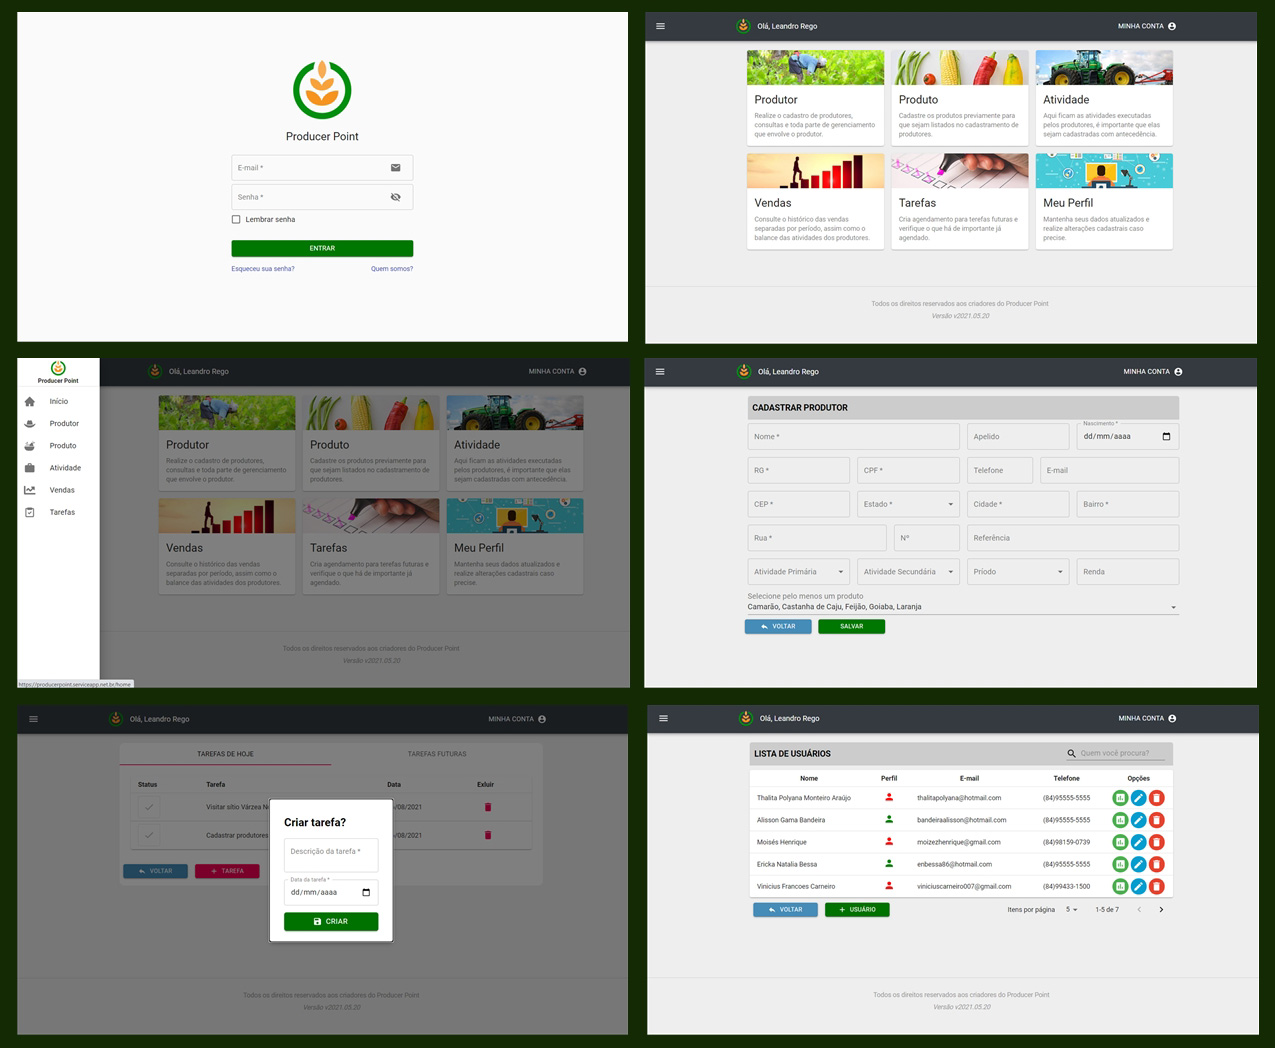 Producer Point
E-mail *
Senha *
Lembrar senha
ENTRAR
Esqueceu sua senha? Quem somos?
Olá, Leandro Rego MINHA CONTA
Produtor
Realize o cadastro de produtores,
consultas e toda parte de gerenciamento
que envolve o produtor.
Produto
Cadastre os produtos previamente para
que sejam listados no cadastramento de
produtores.
Atividade
Aqui ficam as atividades executadas
pelos produtores, é importante que elas
sejam cadastradas com antecedência.
Vendas
Consulte o histórico das vendas
separadas por período, assim como o
balance das atividades dos produtores.
Tarefas
Cria agendamento para terefas futuras e
verifique o que há de importante já
agendado.
Meu Perfil
Mantenha seus dados atualizados e
realize alterações cadastrais caso
precise.
Todos os direitos reservados aos criadores do Producer Point
Versão v2021.05.20
Producer Point
Início
Produtor
Produto
Atividade
Vendas
Tarefas
https://producerpoint.serviceapp.net.br/home
Olá, Leandro Rego MINHA CONTA
Produtor
Realize o cadastro de produtores,
consultas e toda parte de gerenciamento
que envolve o produtor.
Produto
Cadastre os produtos previamente para
que sejam listados no cadastramento de
produtores.
Atividade
Aqui ficam as atividades executadas
pelos produtores, é importante que elas
sejam cadastradas com antecedência.
Vendas
Consulte o histórico das vendas
separadas por período, assim como o
balance das atividades dos produtores.
Tarefas
Cria agendamento para terefas futuras e
verifique o que há de importante já
agendado.
Meu Perfil
Mantenha seus dados atualizados e
realize alterações cadastrais caso
precise.
Todos os direitos reservados aos criadores do Producer Point
Versão v2021.05.20
Olá, Leandro Rego MINHA CONTA
CADASTRAR PRODUTOR
Nome * Apelido Nascimento * dd/mm/aaaa
RG * CPF * Telefone E-mail
CEP * Estado * Cidade * Bairro *
Rua * Nº Referência
Atividade Primária Atividade Secundária Príodo Renda
Selecione pelo menos um produto
Camarão, Castanha de Caju, Feijão, Goiaba, Laranja
VOLTAR SALVAR
Olá, Leandro Rego MINHA CONTA
TAREFAS DE HOJE TAREFAS FUTURAS
Status Tarefa Data Exluir
Visitar sítio Várzea N /08/2021
Cadastrar produtores /08/2021
VOLTAR + TAREFA
Criar tarefa?
Descrição da tarefa *
Data da tarefa *
dd/mm/aaaa
CRIAR
Todos os direitos reservados aos criadores do Producer Point
Versão v2021.05.20
Olá, Leandro Rego MINHA CONTA
LISTA DE USUÁRIOS Quem você procura?
Nome Perfil E-mail Telefone Opções
Thalita Polyana Monteiro Araújo thalitapolyana@hotmail.com (84)95555-5555
Alisson Gama Bandeira bandeiraalisson@hotmail.com (84)95555-5555
Moisés Henrique moizezhenrique@gmail.com (84)98159-0739
Ericka Natalia Bessa enbessa86@hotmail.com (84)95555-5555
Vinicius Francoes Carneiro viniciuscarneiro007@gmail.com (84)99433-1500
VOLTAR + USUÁRIO Itens por página 5 1-5 de 7
Todos os direitos reservados aos criadores do Producer Point
Versão v2021.05.20